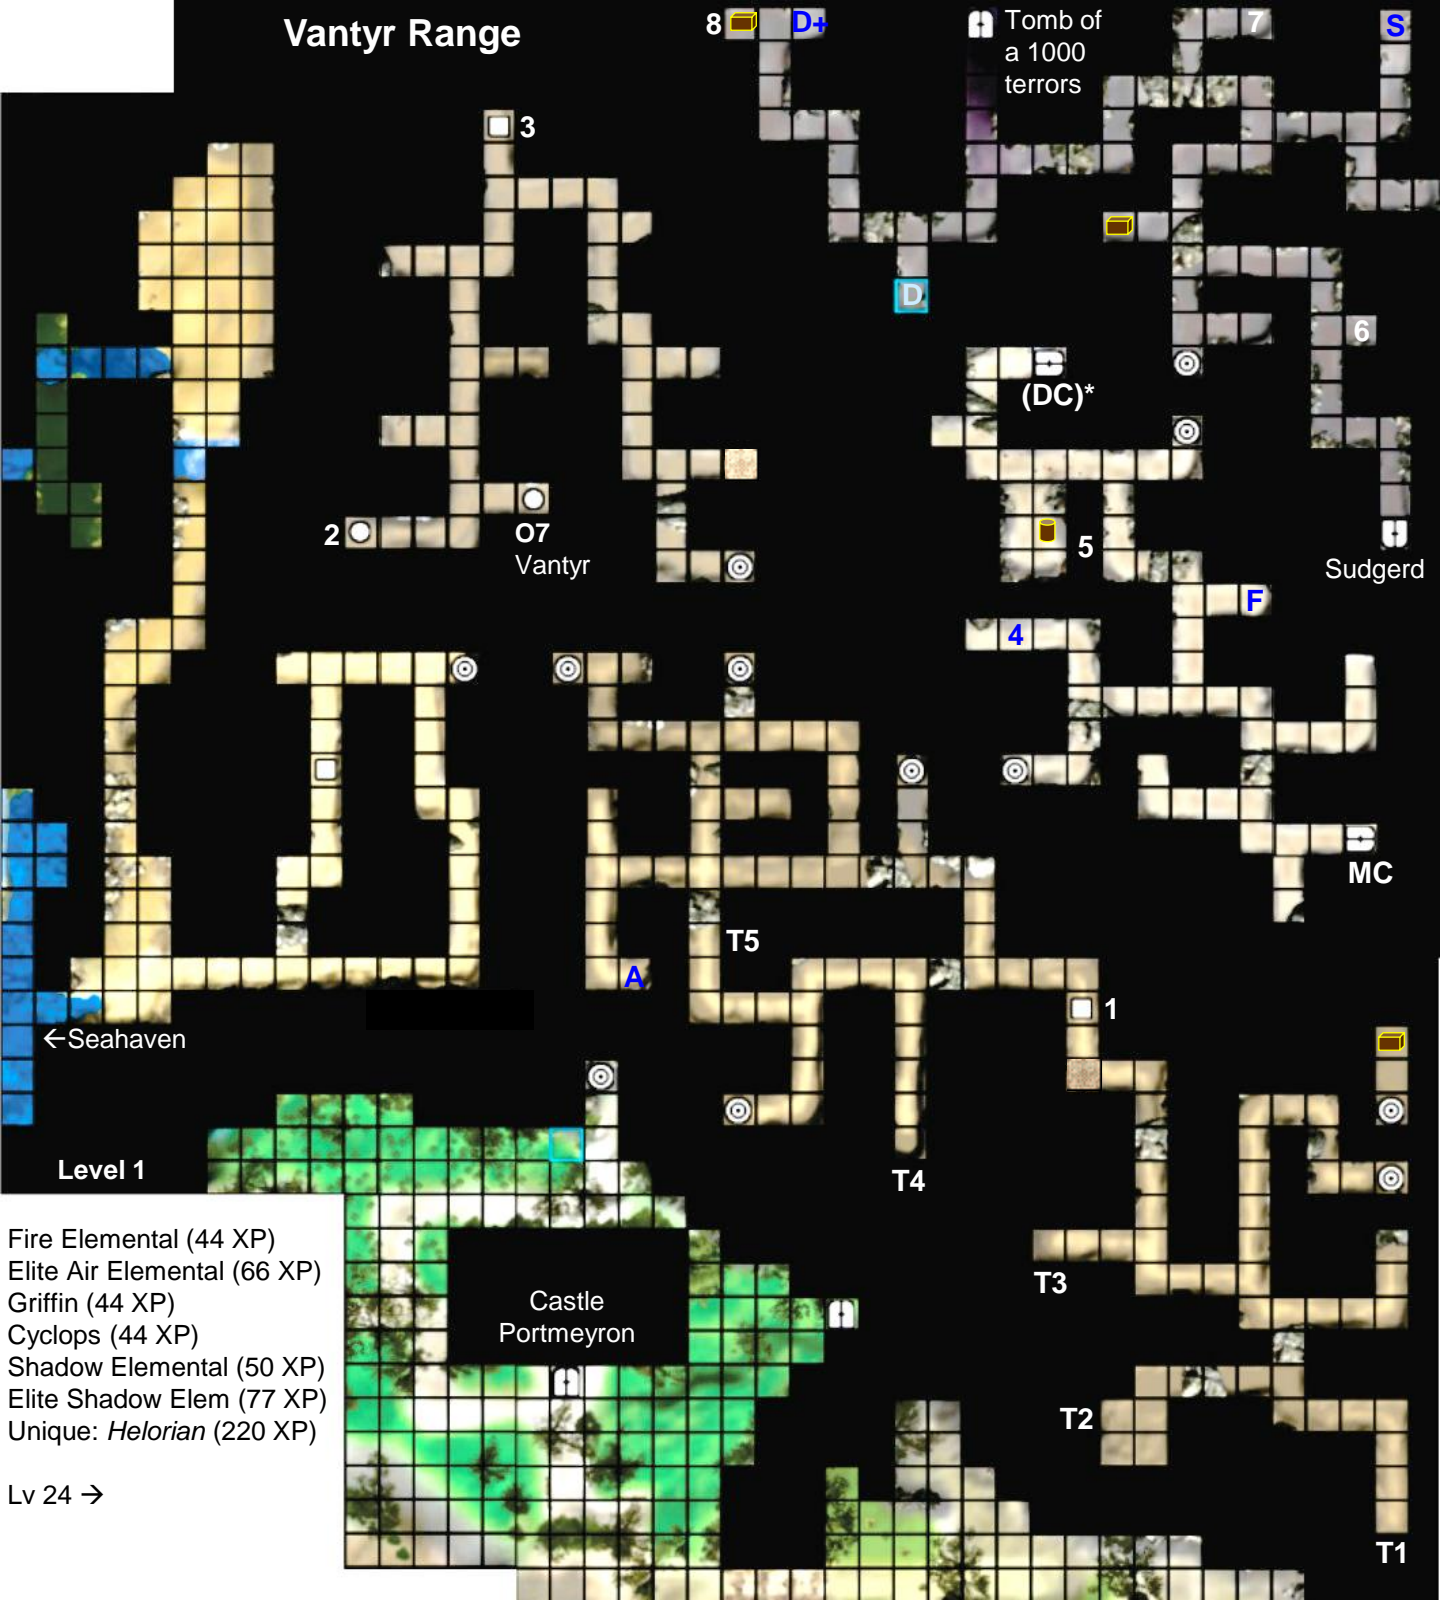 Vantyr Range
8
D+
Tomb of
a 1000
terrors
7
S
3
D
6
(DC)*
2
O7
Vantyr
5
Sudgerd
F
4
MC
T5
A
1
←Seahaven
Level 1
T4
T3
Castle
Portmeyron
T2
T1
Fire Elemental (44 XP)
Elite Air Elemental (66 XP)
Griffin (44 XP)
Cyclops (44 XP)
Shadow Elemental (50 XP)
Elite Shadow Elem (77 XP)
Unique: Helorian (220 XP)
Lv 24 →